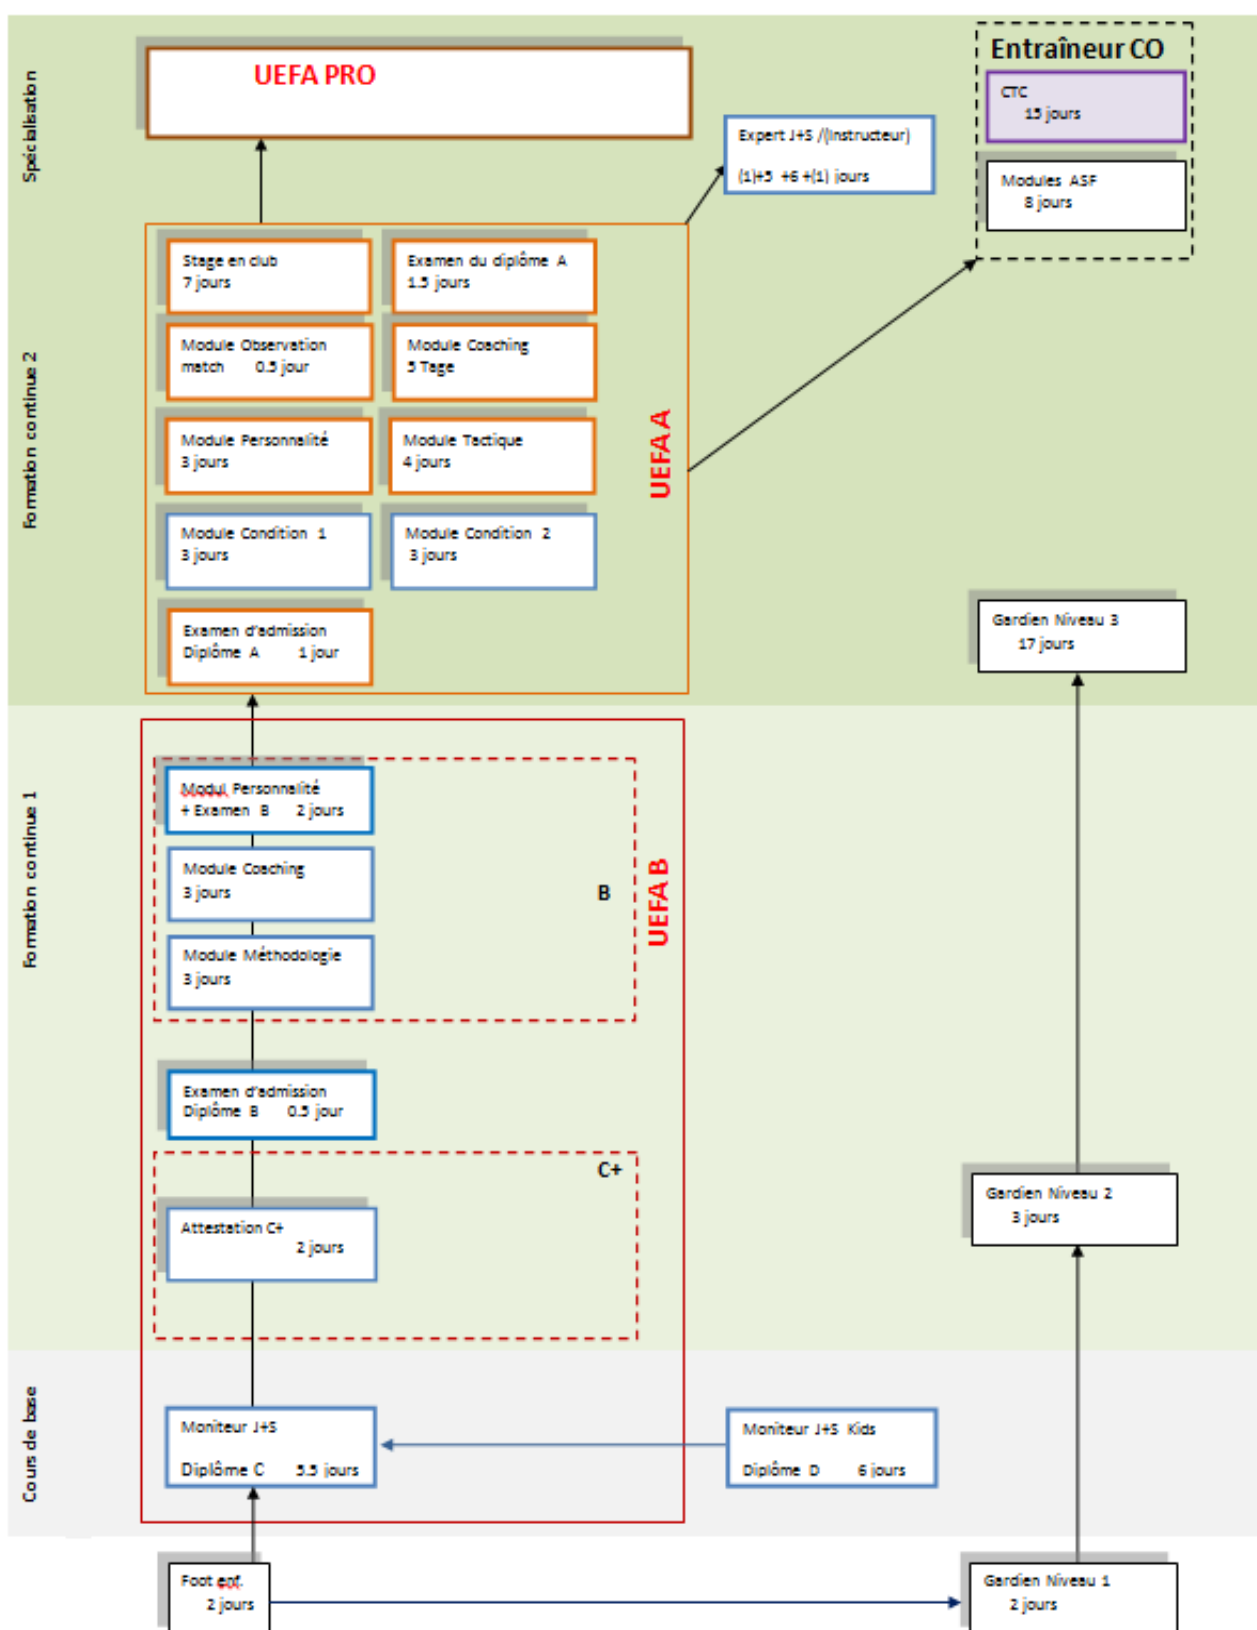 Spécialisation
UEFA PRO
Entraîneur CO
CTC
15 jours
Modules ASF
8 jours
Expert J+S /(Instructeur)
(1)+5 +6 +(1) jours
Formation continue 2
Stage en club
7 jours
Examen du diplôme A
1.5 jours
Module Observation
match 0.5 jour
Module Coaching
5 Tage
Module Personnalité
3 jours
Module Tactique
4 jours
UEFA A
Module Condition 1
3 jours
Module Condition 2
3 jours
Examen d'admission
Diplôme A 1 jour
Gardien Niveau 3
17 jours
Formation continue 1
Modul Personnalité
+ Examen B 2 jours
Module Coaching
3 jours
B
UEFA B
Module Méthodologie
3 jours
Examen d'admission
Diplôme B 0.5 jour
C+
Attestation C+
2 jours
Gardien Niveau 2
3 jours
Cours de base
Moniteur J+S
Diplôme C 5.5 jours
Moniteur J+S Kids
Diplôme D 6 jours
Foot enf.
2 jours
Gardien Niveau 1
2 jours